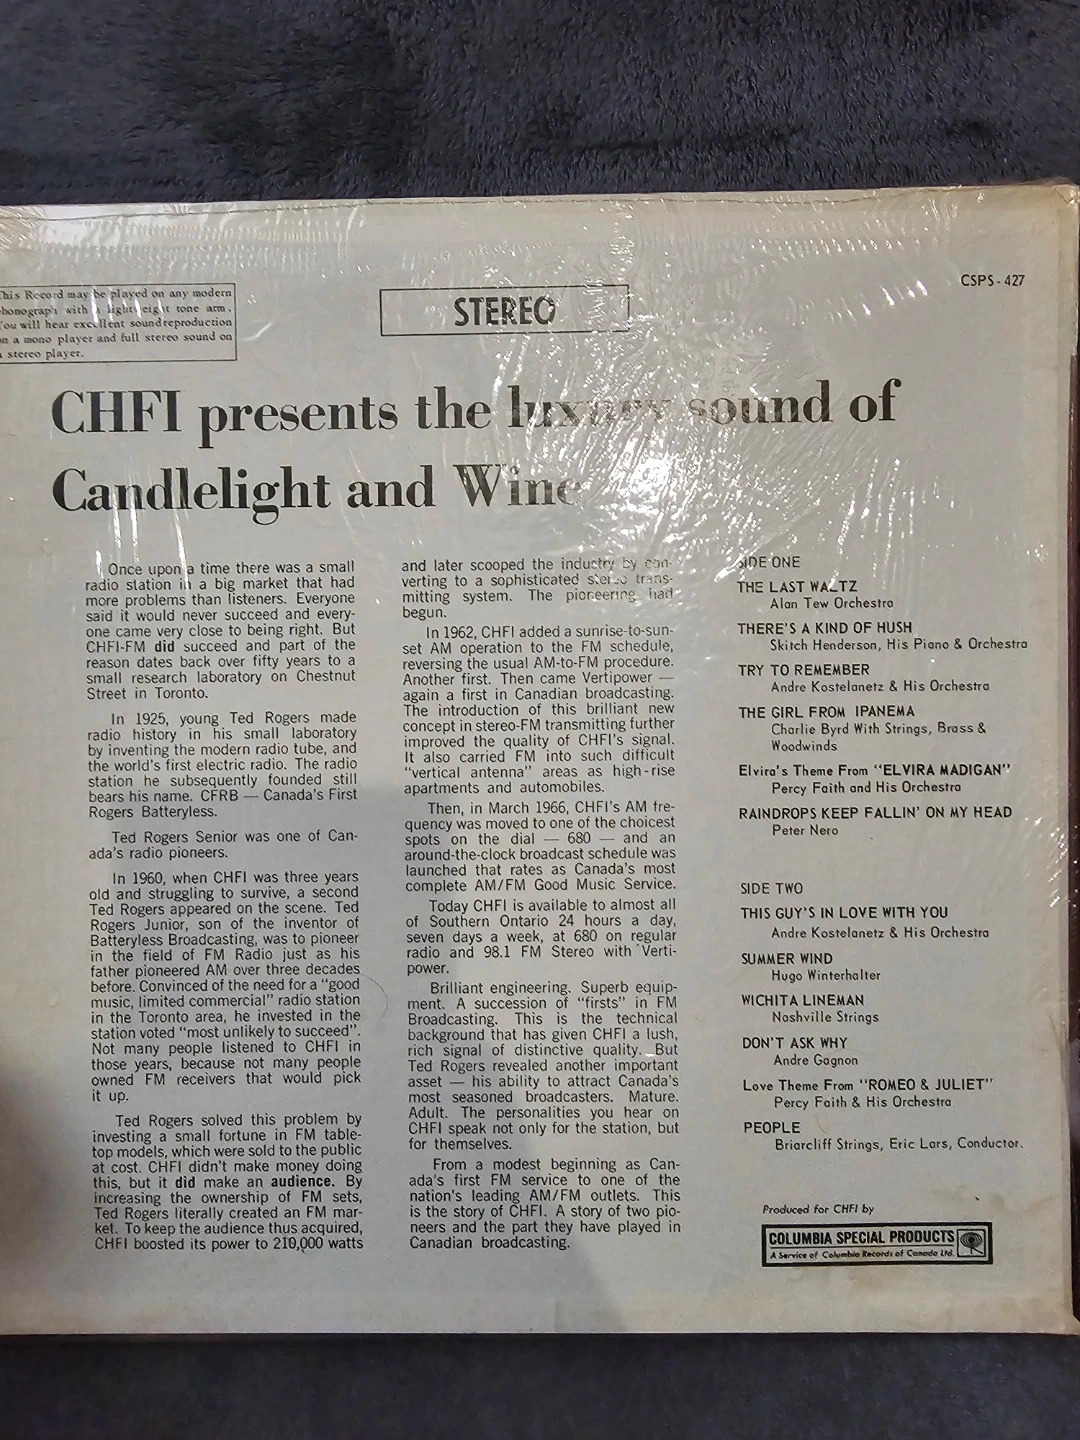 This Record may be played on any modern
phonograph with a lightweight tone arm.
You will hear excellent sound reproduction
on a mono player and full stereo sound on
a stereo player.
STEREO
CSPS - 427
CHFI presents the luxury sound of
Candlelight and Wine
Once upon a time there was a small
radio station in a big market that had
more problems than listeners. Everyone
said it would never succeed and every-
one came very close to being right. But
CHFI-FM did succeed and part of the
reason dates back over fifty years to a
small research laboratory on Chestnut
Street in Toronto.
In 1925, young Ted Rogers made
radio history in his small laboratory
by inventing the modern radio tube, and
the world's first electric radio. The radio
station he subsequently founded still
bears his name. CFRB — Canada's First
Rogers Batteryless.
Ted Rogers Senior was one of Can-
ada's radio pioneers.
In 1960, when CHFI was three years
old and struggling to survive, a second
Ted Rogers appeared on the scene. Ted
Rogers Junior, son of the inventor of
Batteryless Broadcasting, was to pioneer
in the field of FM Radio just as his
father pioneered AM over three decades
before. Convinced of the need for a "good
music, limited commercial" radio station
in the Toronto area, he invested in the
station voted "most unlikely to succeed".
Not many people listened to CHFI in
those years, because not many people
owned FM receivers that would pick
it up.
Ted Rogers solved this problem by
investing a small fortune in FM table-
top models, which were sold to the public
at cost. CHFI didn't make money doing
this, but it did make an audience. By
increasing the ownership of FM sets,
Ted Rogers literally created an FM mar-
ket. To keep the audience thus acquired,
CHFI boosted its power to 210,000 watts
and later scooped the industry by con-
verting to a sophisticated stereo trans-
mitting system. The pioneering had
begun.
In 1962, CHFI added a sunrise-to-sun-
set AM operation to the FM schedule,
reversing the usual AM-to-FM procedure.
Another first. Then came Vertipower —
again a first in Canadian broadcasting.
The introduction of this brilliant new
concept in stereo-FM transmitting further
improved the quality of CHFI's signal.
It also carried FM into such difficult
"vertical antenna" areas as high-rise
apartments and automobiles.
Then, in March 1966, CHFI's AM fre-
quency was moved to one of the choicest
spots on the dial — 680 — and an
around-the-clock broadcast schedule was
launched that rates as Canada's most
complete AM/FM Good Music Service.
Today CHFI is available to almost all
of Southern Ontario 24 hours a day,
seven days a week, at 680 on regular
radio and 98.1 FM Stereo with Verti-
power.
Brilliant engineering. Superb equip-
ment. A succession of "firsts" in FM
Broadcasting. This is the technical
background that has given CHFI a lush,
rich signal of distinctive quality. But
Ted Rogers revealed another important
asset — his ability to attract Canada's
most seasoned broadcasters. Mature.
Adult. The personalities you hear on
CHFI speak not only for the station, but
for themselves.
From a modest beginning as Can-
ada's first FM service to one of the
nation's leading AM/FM outlets. This
is the story of CHFI. A story of two pio-
neers and the part they have played in
Canadian broadcasting.
SIDE ONE
THE LAST WALTZ
Alan Tew Orchestra
THERE'S A KIND OF HUSH
Skitch Henderson, His Piano & Orchestra
TRY TO REMEMBER
Andre Kostelanetz & His Orchestra
THE GIRL FROM IPANEMA
Charlie Byrd With Strings, Brass &
Woodwinds
Elvira's Theme From "ELVIRA MADIGAN"
Percy Faith and His Orchestra
RAINDROPS KEEP FALLIN' ON MY HEAD
Peter Nero
SIDE TWO
THIS GUY'S IN LOVE WITH YOU
Andre Kostelanetz & His Orchestra
SUMMER WIND
Hugo Winterhalter
WICHITA LINEMAN
Nashville Strings
DON'T ASK WHY
Andre Gagnon
Love Theme From "ROMEO & JULIET"
Percy Faith & His Orchestra
PEOPLE
Briarcliff Strings, Eric Lars, Conductor.
Produced for CHFI by
COLUMBIA SPECIAL PRODUCTS
A Service of Columbia Records of Canada Ltd.